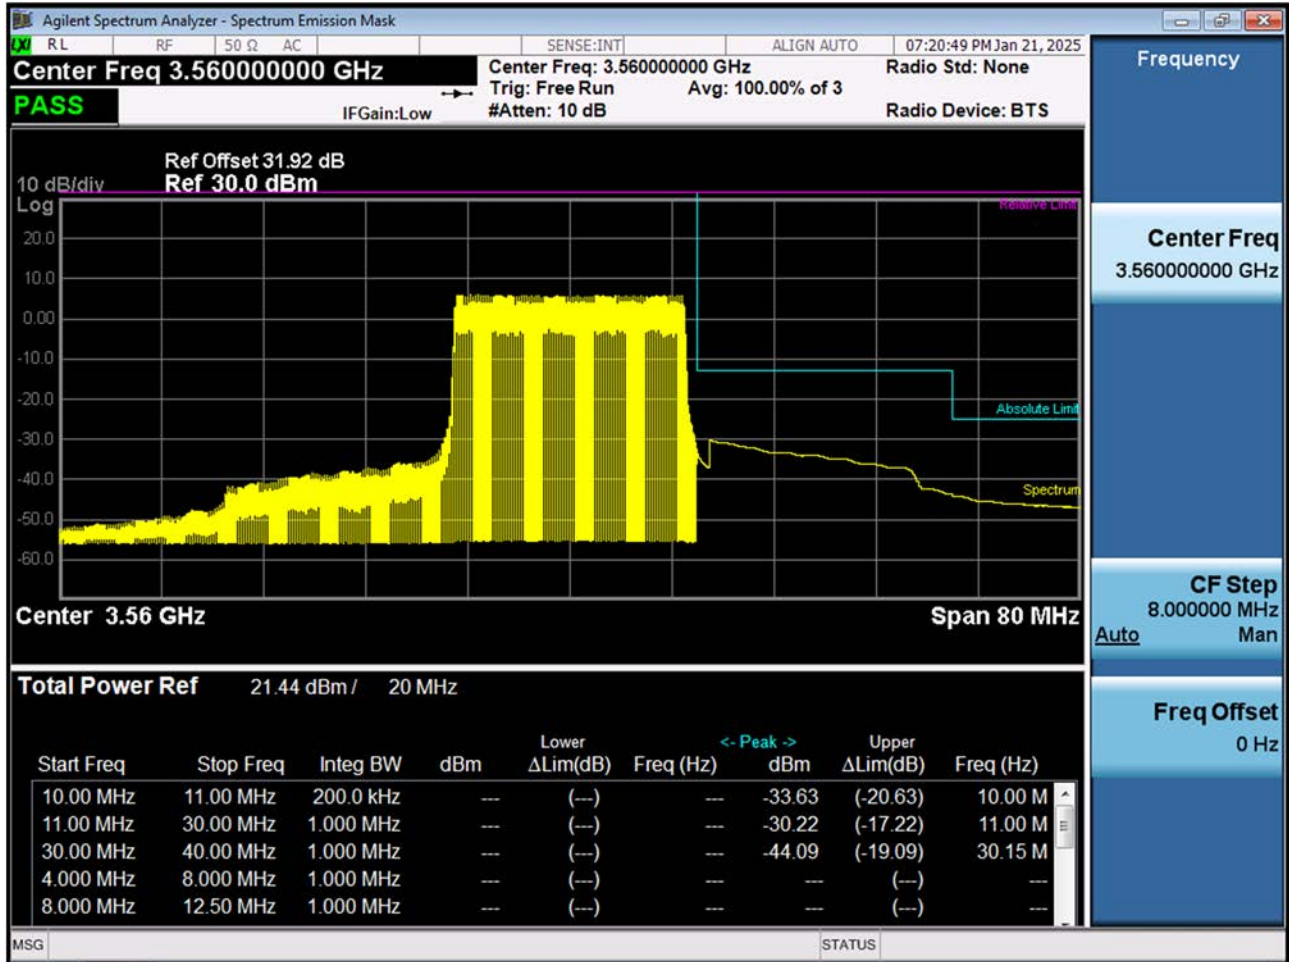 Agilent Spectrum Analyzer - Spectrum Emission Mask
LXI RL RF 50 Ω AC SENSE:INT ALIGN AUTO 07:20:49 PM Jan 21, 2025
Center Freq 3.560000000 GHz
Center Freq: 3.560000000 GHz Radio Std: None
Trig: Free Run Avg: 100.00% of 3
PASS IFGain:Low #Atten: 10 dB Radio Device: BTS
Ref Offset 31.92 dB
10 dB/div Ref 30.0 dBm
Log
Relative Limit
20.0
10.0
0.00
-10.0
-20.0
Absolute Limit
-30.0
-40.0
Spectrum
-50.0
-60.0
Center 3.56 GHz Span 80 MHz
Total Power Ref 21.44 dBm / 20 MHz
Lower <- Peak -> Upper
Start Freq Stop Freq Integ BW dBm ΔLim(dB) Freq (Hz) dBm ΔLim(dB) Freq (Hz)
10.00 MHz 11.00 MHz 200.0 kHz --- (---) --- -33.63 (-20.63) 10.00 M
11.00 MHz 30.00 MHz 1.000 MHz --- (---) --- -30.22 (-17.22) 11.00 M
30.00 MHz 40.00 MHz 1.000 MHz --- (---) --- -44.09 (-19.09) 30.15 M
4.000 MHz 8.000 MHz 1.000 MHz --- (---) --- --- (---) ---
8.000 MHz 12.50 MHz 1.000 MHz --- (---) --- --- (---) ---
MSG STATUS
Frequency
Center Freq
3.560000000 GHz
CF Step
8.000000 MHz
Auto Man
Freq Offset
0 Hz